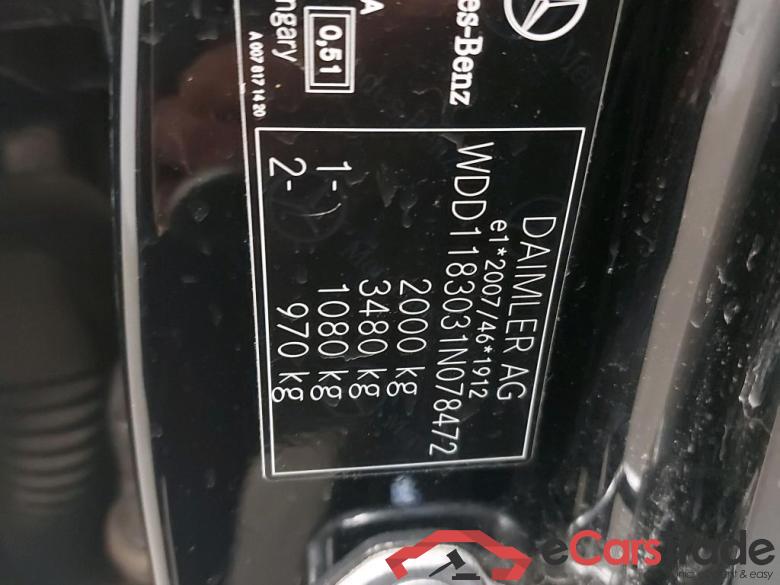 es-Benz
A
ngary
0,51
A 007 817 14 20
DAIMLER AG
e1*2007/46*1912
WDD1183031N078472
2000 kg
3480 kg
1- 1080 kg
2- 970 kg
eCarsTrade
& easy